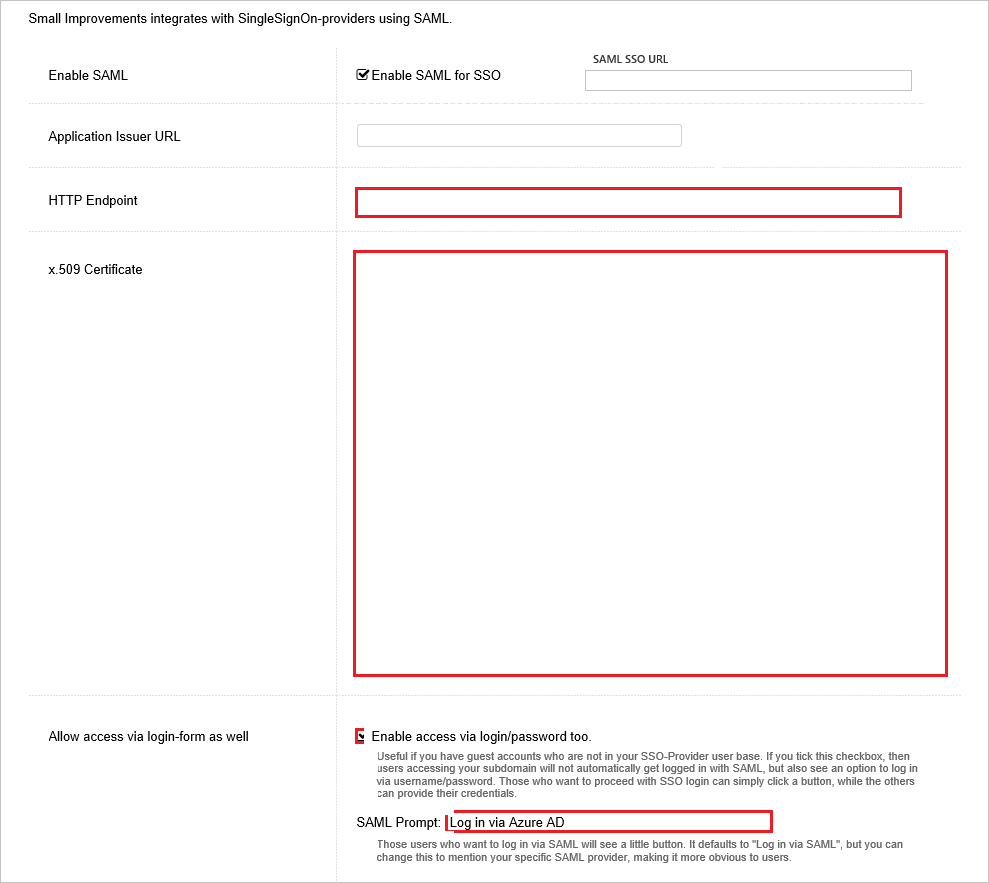 Small Improvements integrates with SingleSignOn-providers using SAML.
SAML SSO URL
Enable SAML
Enable SAML for SSO
Application Issuer URL
HTTP Endpoint
x.509 Certificate
Allow access via login-form as well
Enable access via login/password too.
Useful if you have guest accounts who are not in your SSO-Provider user base. If you tick this checkbox, then
users accessing your subdomain will not automatically get logged in with SAML, but also see an option to log in
via username/password. Those who want to proceed with SSO login can simply click a button, while the others
can provide their credentials.
SAML Prompt: Log in via Azure AD
Those users who want to log in via SAML will see a little button. It defaults to "Log in via SAML", but you can
change this to mention your specific SAML provider, making it more obvious to users.